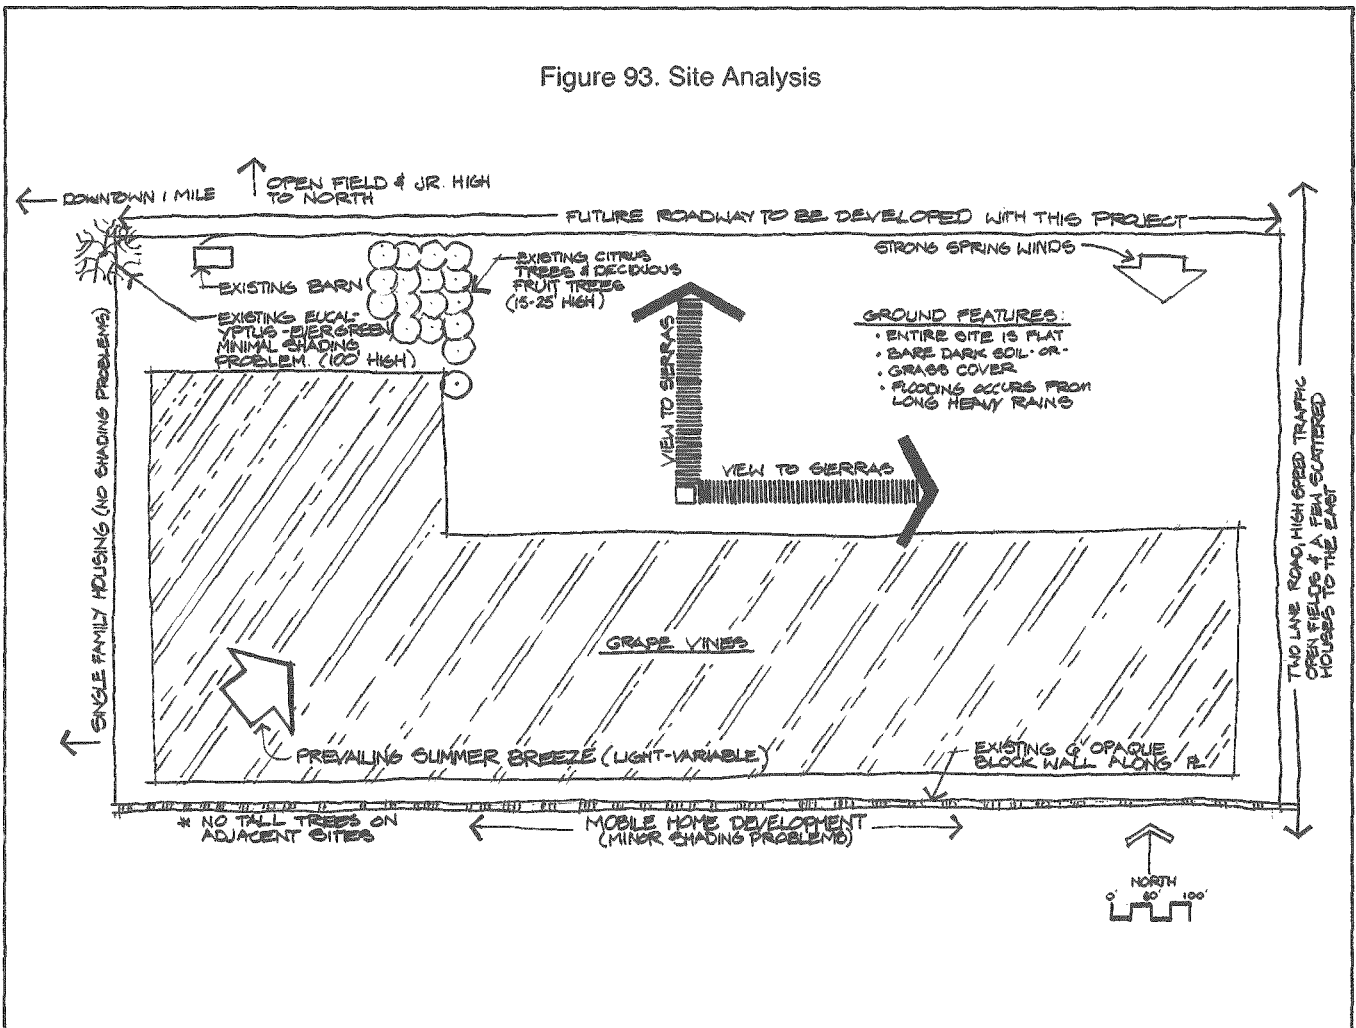 Figure 93. Site Analysis
DOWNTOWN 1 MILE
OPEN FIELD & JR. HIGH
TO NORTH
FUTURE ROADWAY TO BE DEVELOPED WITH THIS PROJECT
STRONG SPRING WINDS
EXISTING BARN
EXISTING CITRUS
TREES & DECIDUOUS
FRUIT TREES
(15-25' HIGH)
EXISTING EUCAL-
YPTUS - EVERGREEN
MINIMAL SHADING
PROBLEM. (100' HIGH)
GROUND FEATURES:
• ENTIRE SITE IS FLAT
• BARE DARK SOIL -OR-
• GRASS COVER
• FLOODING OCCURS FROM
LONG HEAVY RAINS
VIEW TO SIERRAS
VIEW TO SIERRAS
SINGLE FAMILY HOUSING (NO SHADING PROBLEMS)
TWO LANE ROAD, HIGH SPEED TRAFFIC
OPEN FIELDS & A FEW SCATTERED
HOUSES TO THE EAST
GRAPE VINES
PREVAILING SUMMER BREEZE (LIGHT-VARIABLE)
EXISTING 6' OPAQUE
BLOCK WALL ALONG PL
* NO TALL TREES ON
ADJACENT SITES
MOBILE HOME DEVELOPMENT
(MINOR SHADING PROBLEMS)
NORTH
0' 50' 100'